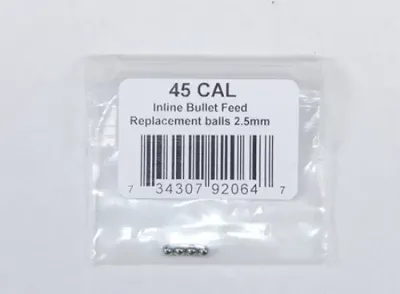 45 CAL
Inline Bullet Feed
Replacement balls 2.5mm
7 34307 92064 7